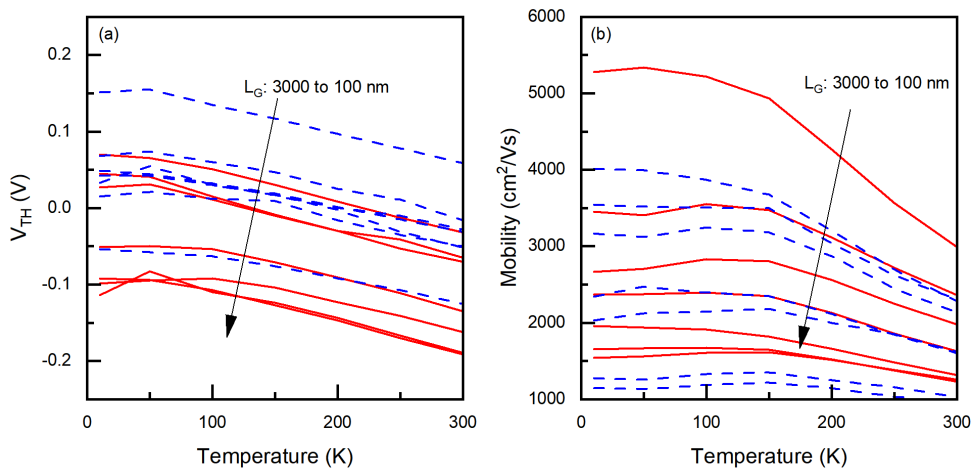 (a)
0.2
0.1
0.0
-0.1
-0.2
V_TH (V)
L_G: 3000 to 100 nm
0 100 200 300
Temperature (K)
(b)
6000
5000
4000
3000
2000
1000
Mobility (cm²/Vs)
L_G: 3000 to 100 nm
0 100 200 300
Temperature (K)